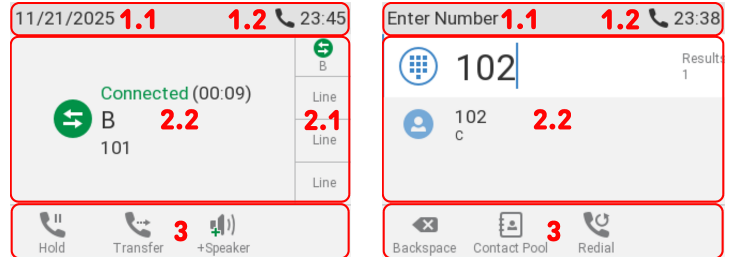 11/21/2025 1.1 1.2 23:45
B
Connected (00:09)
B 2.2
101
Line
2.1
Line
Line
Hold Transfer 3 +Speaker
Enter Number 1.1 1.2 23:38
102
Results
1
102
C
2.2
Backspace Contact Pool 3 Redial